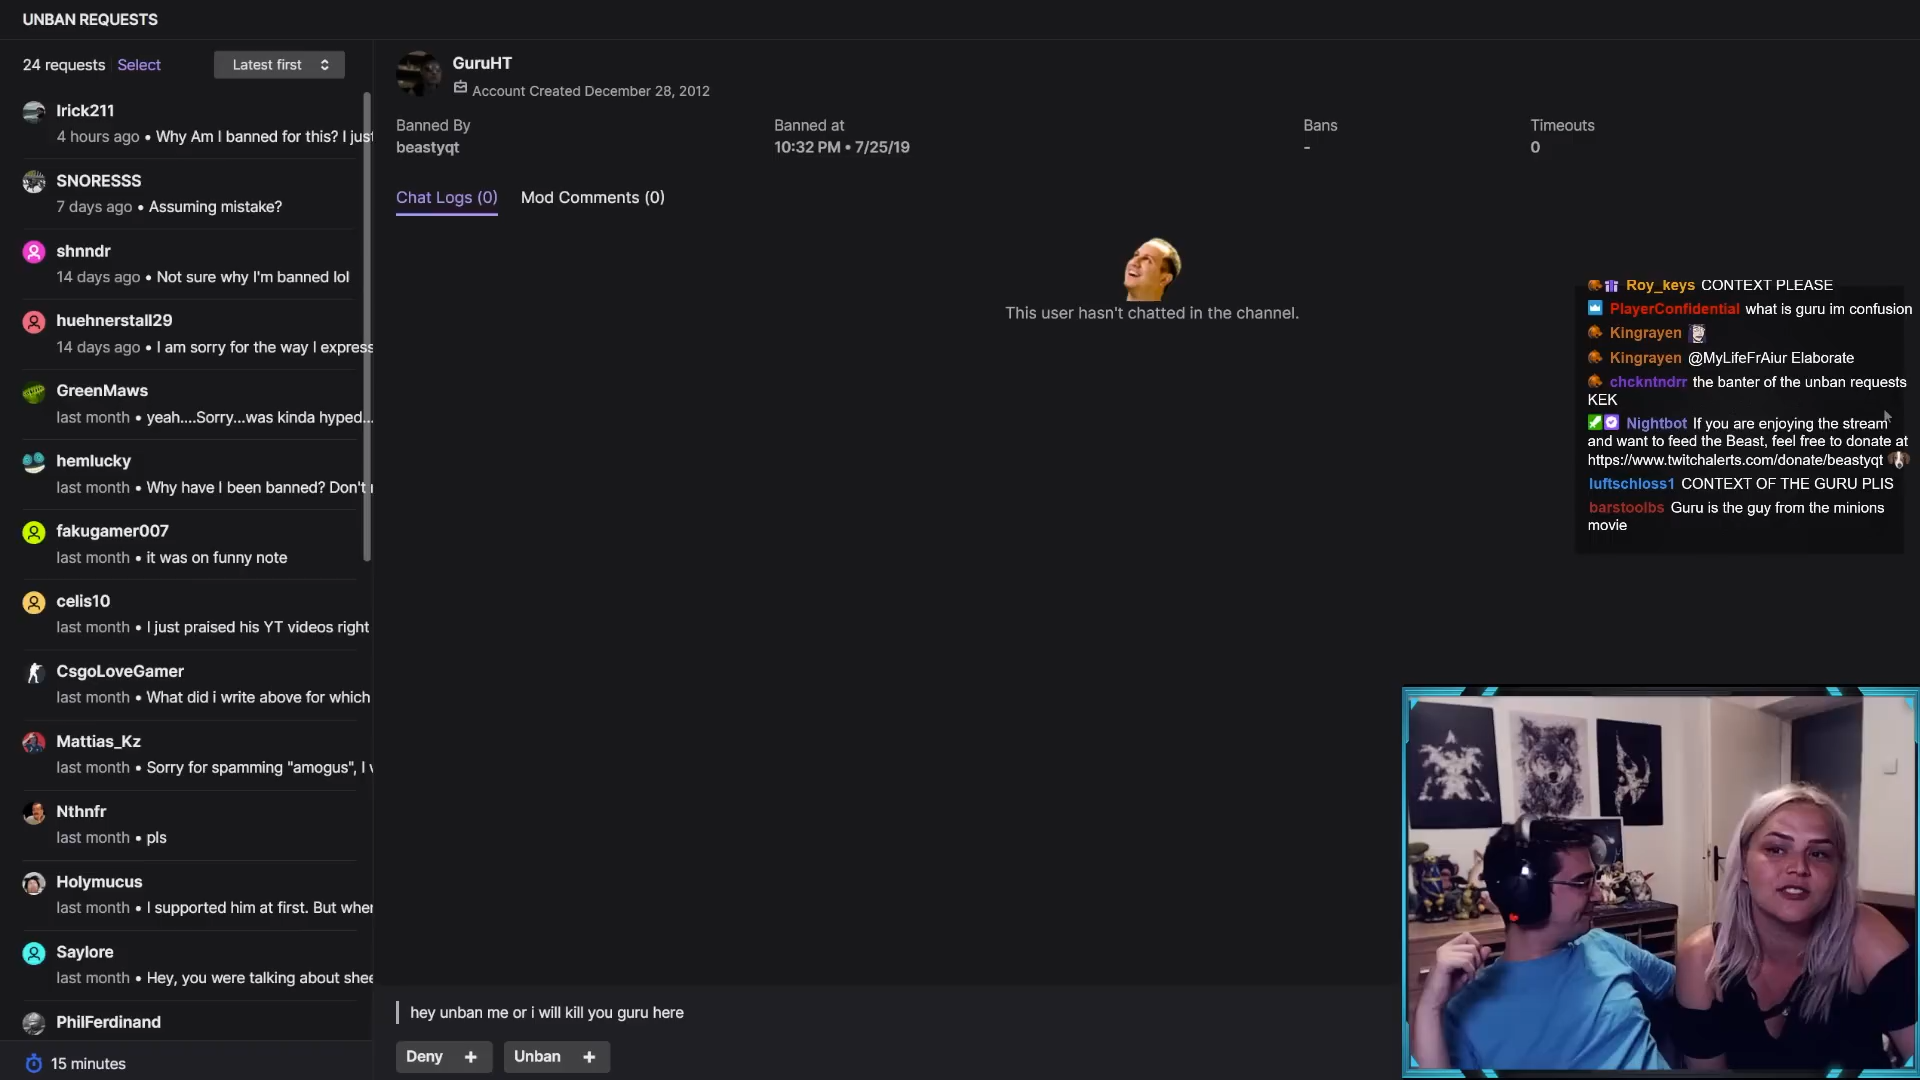 UNBAN REQUESTS
24 requests Select
Latest first
Irick211
4 hours ago • Why Am I banned for this? I just
SNORESSS
7 days ago • Assuming mistake?
shnndr
14 days ago • Not sure why I'm banned lol
huehnerstall29
14 days ago • I am sorry for the way I express
GreenMaws
last month • yeah....Sorry...was kinda hyped...
hemlucky
last month • Why have I been banned? Don't
fakugamer007
last month • it was on funny note
celis10
last month • I just praised his YT videos right
CsgoLoveGamer
last month • What did i write above for which
Mattias_Kz
last month • Sorry for spamming "amogus", I
Nthnfr
last month • pls
Holymucus
last month • I supported him at first. But when
Saylore
last month • Hey, you were talking about shee
PhilFerdinand
15 minutes
GuruHT
Account Created December 28, 2012
Banned By
beastyqt
Banned at
10:32 PM • 7/25/19
Bans
-
Timeouts
0
Chat Logs (0) Mod Comments (0)
This user hasn't chatted in the channel.
hey unban me or i will kill you guru here
Deny + Unban +
Roy_keys CONTEXT PLEASE
PlayerConfidential what is guru im confusion
Kingrayen
Kingrayen @MyLifeFrAiur Elaborate
chckntndrr the banter of the unban requests
KEK
Nightbot If you are enjoying the stream
and want to feed the Beast, feel free to donate at
https://www.twitchalerts.com/donate/beastyqt
luftschloss1 CONTEXT OF THE GURU PLIS
barstoolbs Guru is the guy from the minions
movie